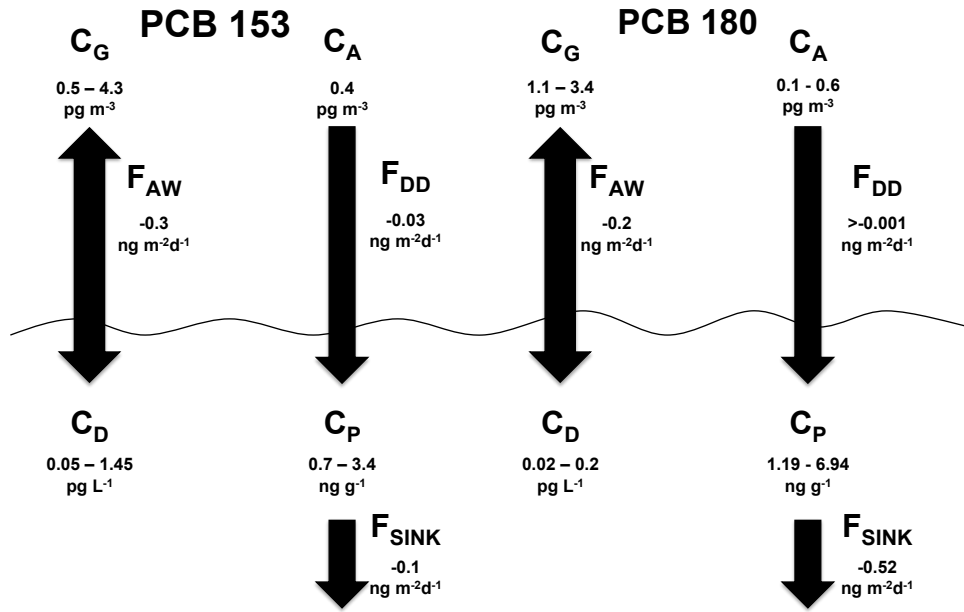 PCB 153
C_G
0.5 – 4.3
pg m⁻³
F_AW
-0.3
ng m⁻²d⁻¹
C_D
0.05 – 1.45
pg L⁻¹
C_A
0.4
pg m⁻³
F_DD
-0.03
ng m⁻²d⁻¹
C_P
0.7 – 3.4
ng g⁻¹
F_SINK
-0.1
ng m⁻²d⁻¹
PCB 180
C_G
1.1 – 3.4
pg m⁻³
F_AW
-0.2
ng m⁻²d⁻¹
C_D
0.02 – 0.2
pg L⁻¹
C_A
0.1 - 0.6
pg m⁻³
F_DD
>-0.001
ng m⁻²d⁻¹
C_P
1.19 - 6.94
ng g⁻¹
F_SINK
-0.52
ng m⁻²d⁻¹